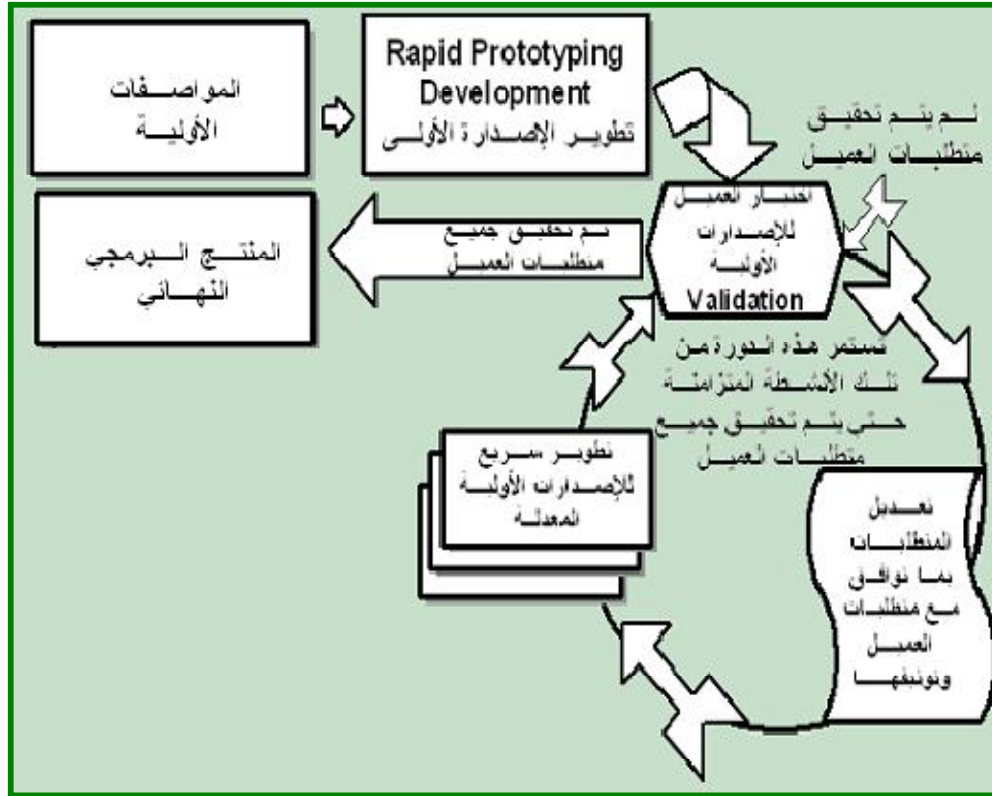 المواصفات
الأولية
Rapid Prototyping
Development
تطوير الإصدارة الأولى
لم يتم تحقيق
متطلبات العميل
اختبار العميل
للإصدارات
الأولية
Validation
تم تحقيق جميع
متطلبات العميل
المنتج البرمجي
النهائي
تستمر هذه الدورة من
تلك الأنشطة المتزامنة
حتى يتم تحقيق جميع
متطلبات العميل
تطوير سريع
للإصدارات الأولية
المعدلة
تعديل
المتطلبات
بما توافق
مع متطلبات
العميل
وتوثيقها